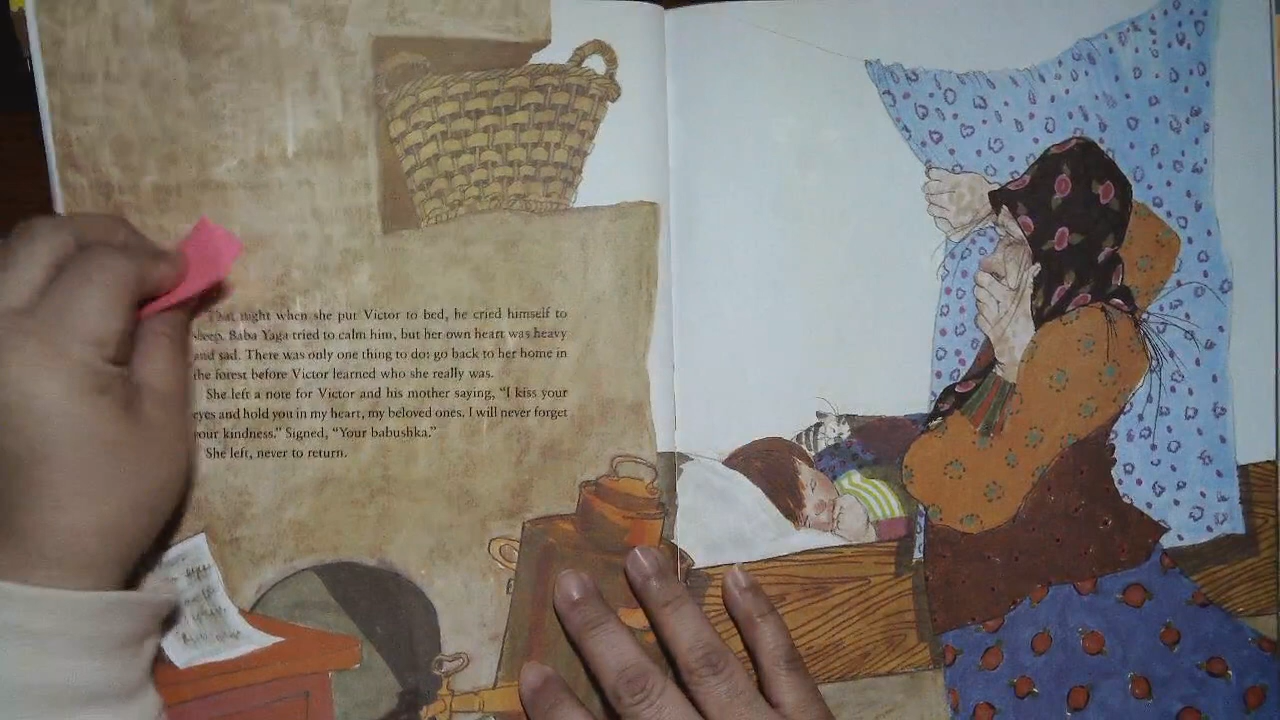 That night when she put Victor to bed, he cried himself to
sleep. Baba Yaga tried to calm him, but her own heart was heavy
and sad. There was only one thing to do: go back to her home in
the forest before Victor learned who she really was.
She left a note for Victor and his mother saying, “I kiss your
eyes and hold you in my heart, my beloved ones. I will never forget
your kindness.” Signed, “Your babushka.”
She left, never to return.